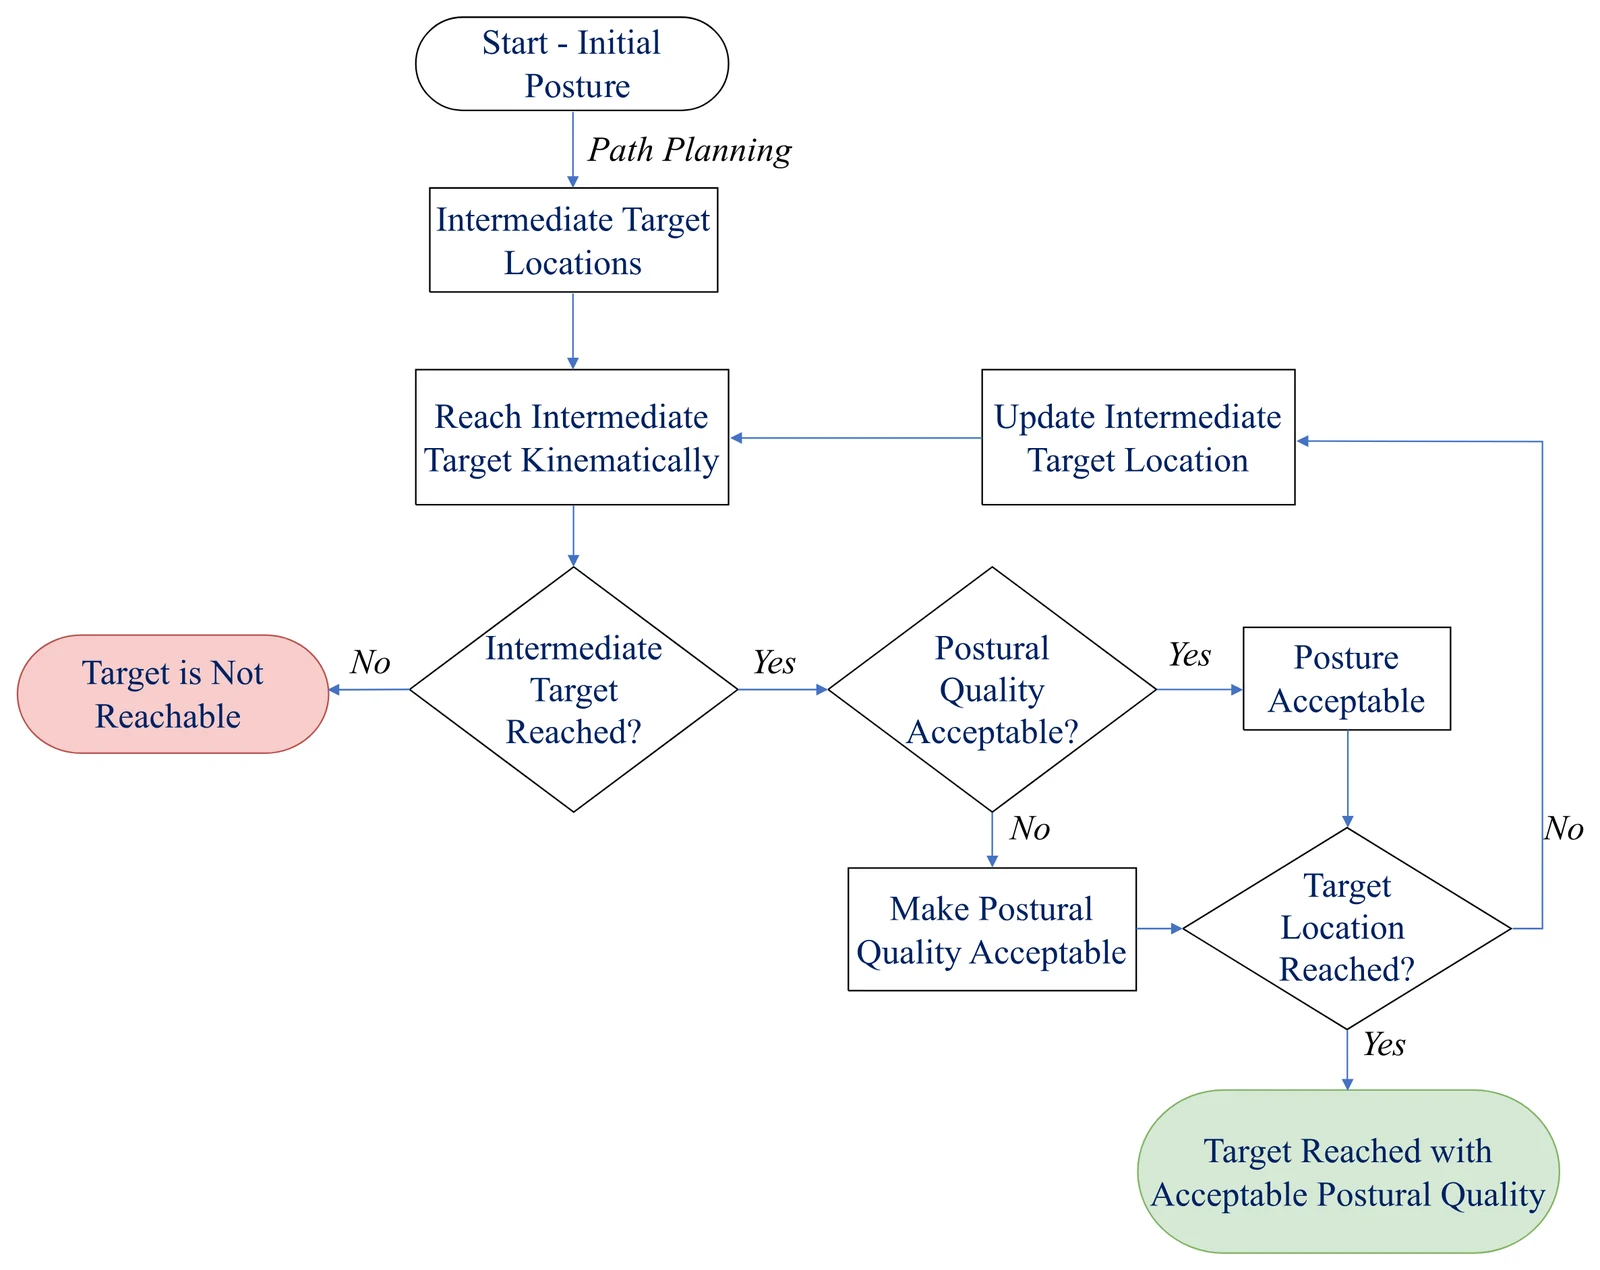 Start - Initial
Posture
Path Planning
Intermediate Target
Locations
Reach Intermediate
Target Kinematically
Update Intermediate
Target Location
Target is Not
Reachable
No
Intermediate
Target
Reached?
Yes
Postural
Quality
Acceptable?
Yes
Posture
Acceptable
No
Make Postural
Quality Acceptable
Target
Location
Reached?
No
Yes
Target Reached with
Acceptable Postural Quality